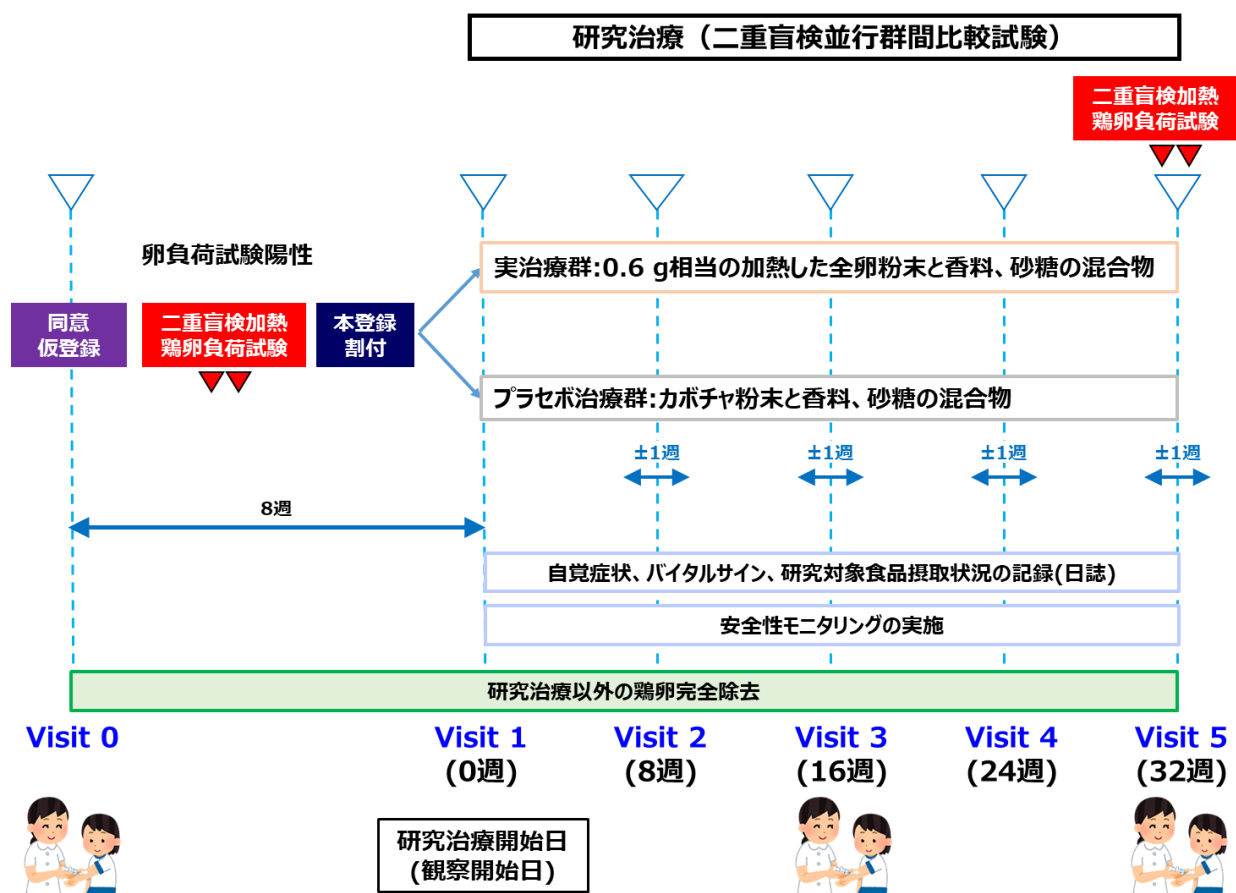 研究治療（二重盲検並行群間比較試験）
二重盲検加熱
鶏卵負荷試験
卵負荷試験陽性
実治療群:0.6 g相当の加熱した全卵粉末と香料、砂糖の混合物
同意
仮登録
二重盲検加熱
鶏卵負荷試験
本登録
割付
プラセボ治療群:カボチャ粉末と香料、砂糖の混合物
±1週
±1週
±1週
±1週
8週
自覚症状、バイタルサイン、研究対象食品摂取状況の記録(日誌)
安全性モニタリングの実施
研究治療以外の鶏卵完全除去
Visit 0
Visit 1
(0週)
Visit 2
(8週)
Visit 3
(16週)
Visit 4
(24週)
Visit 5
(32週)
研究治療開始日
(観察開始日)